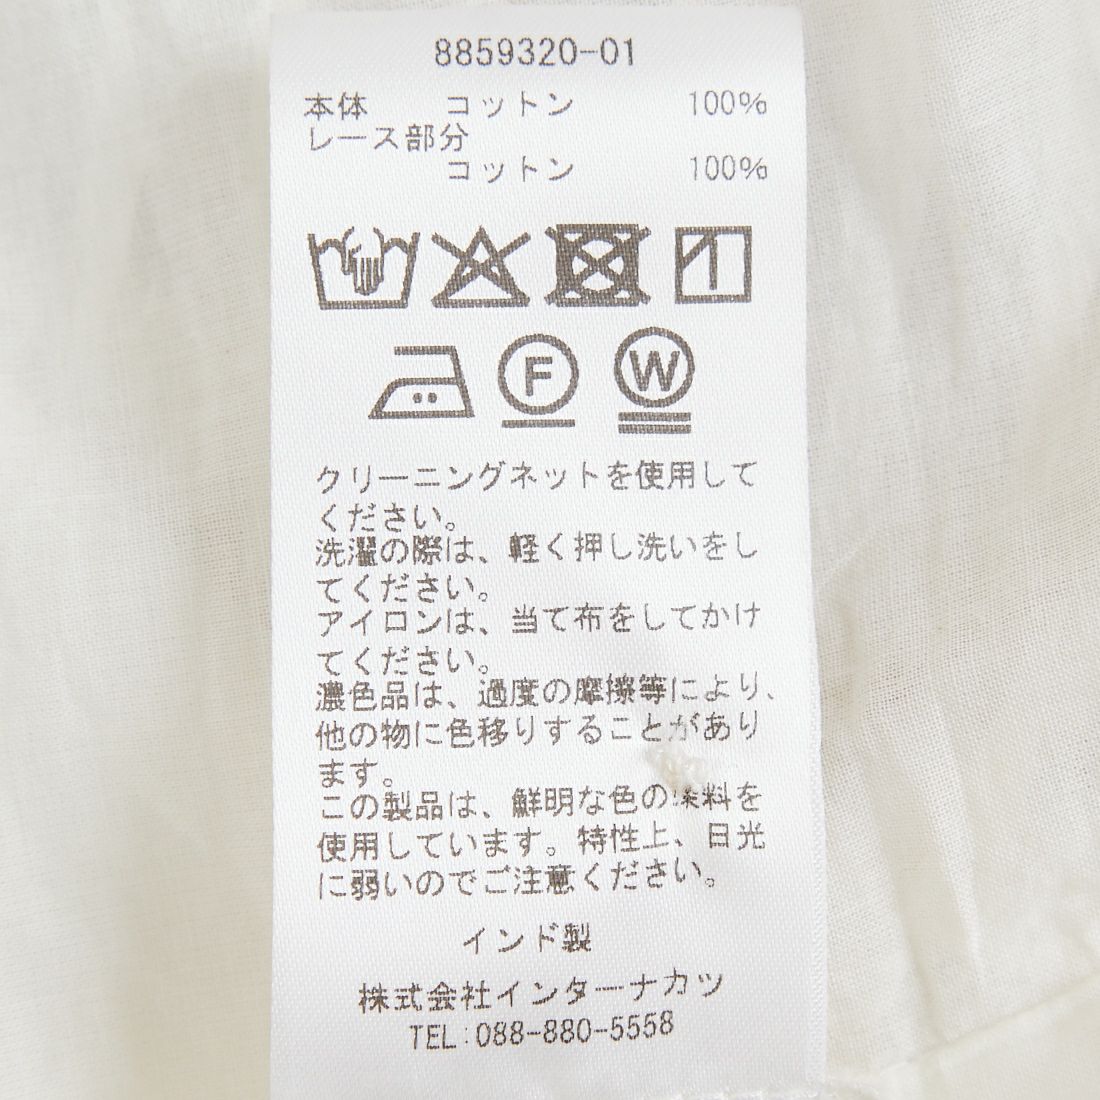 8859320-01
本体 コットン 100%
レース部分
コットン 100%
F W
クリーニングネットを使用して
ください。
洗濯の際は、軽く押し洗いをし
てください。
アイロンは、当て布をしてかけ
てください。
濃色品は、過度の摩擦等により、
他の物に色移りすることがあり
ます。
この製品は、鮮明な色の染料を
使用しています。特性上、日光
に弱いのでご注意ください。
インド製
株式会社インターナカツ
TEL:088-880-5558